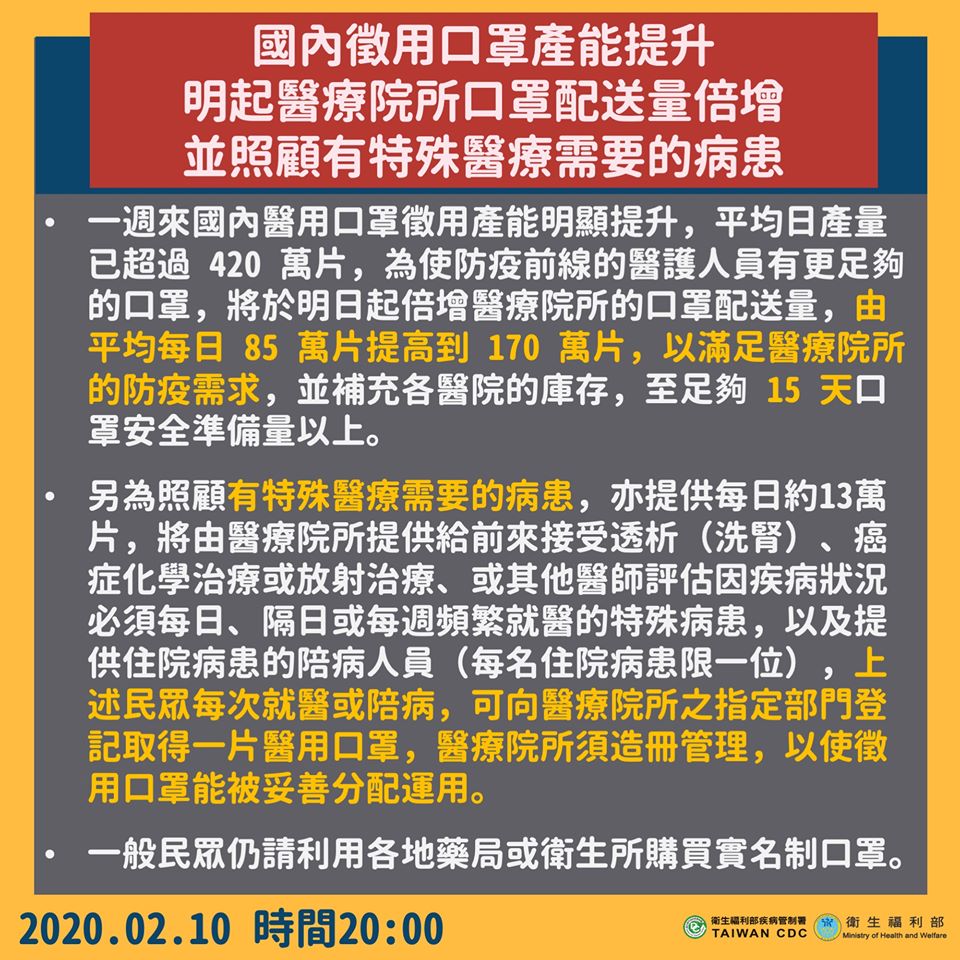 國內徵用口罩產能提升
明起醫療院所口罩配送量倍增
並照顧有特殊醫療需要的病患
• 一週來國內醫用口罩徵用產能明顯提升，平均日產量
已超過 420 萬片，為使防疫前線的醫護人員有更足夠
的口罩，將於明日起倍增醫療院所的口罩配送量，由
平均每日 85 萬片提高到 170 萬片，以滿足醫療院所
的防疫需求，並補充各醫院的庫存，至足夠 15 天口
罩安全準備量以上。
• 另為照顧有特殊醫療需要的病患，亦提供每日約13萬
片，將由醫療院所提供給前來接受透析（洗腎）、癌
症化學治療或放射治療、或其他醫師評估因疾病狀況
必須每日、隔日或每週頻繁就醫的特殊病患，以及提
供住院病患的陪病人員（每名住院病患限一位），上
述民眾每次就醫或陪病，可向醫療院所之指定部門登
記取得一片醫用口罩，醫療院所須造冊管理，以使徵
用口罩能被妥善分配運用。
• 一般民眾仍請利用各地藥局或衛生所購買實名制口罩。
2020.02.10 時間20:00
衛生福利部疾病管制署
TAIWAN CDC
衛生福利部
Ministry of Health and Welfare